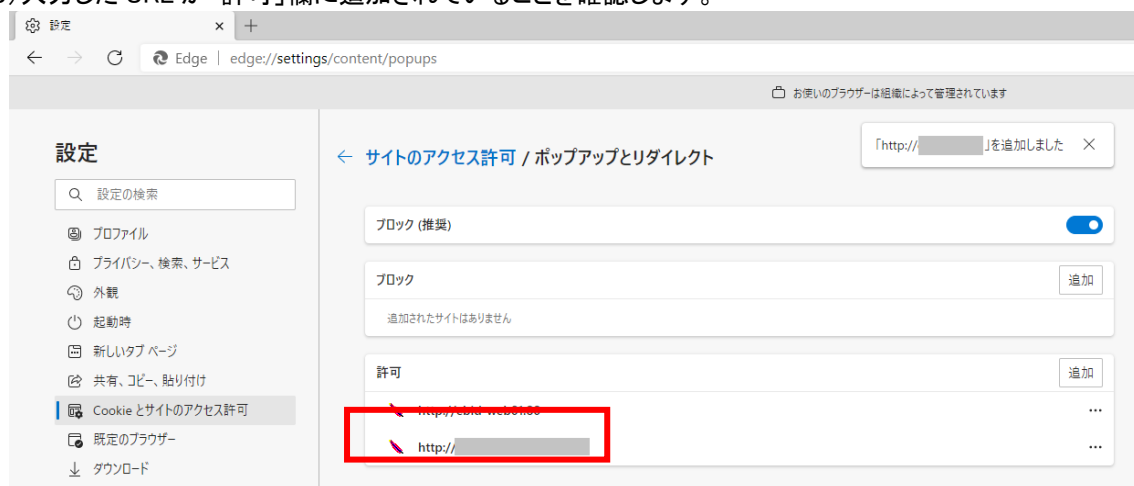 入力した URL が「許可」欄に追加されていることを確認します。
設定
Edge
edge://settings/content/popups
お使いのブラウザーは組織によって管理されています
設定
← サイトのアクセス許可 / ポップアップとリダイレクト
「http:// 」を追加しました
設定の検索
プロファイル
ブロック (推奨)
プライバシー、検索、サービス
ブロック
追加
外観
追加されたサイトはありません
起動時
新しいタブ ページ
許可
追加
共有、コピー、貼り付け
Cookie とサイトのアクセス許可
既定のブラウザー
http://
ダウンロード